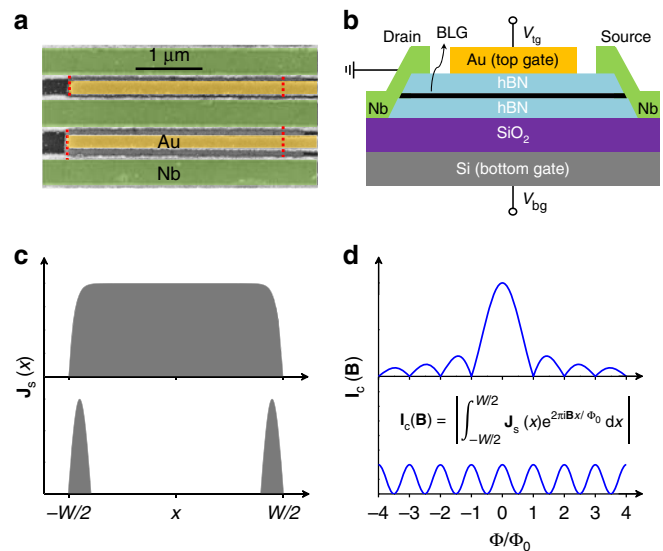 a
1 μm
Au
Nb
b
Drain
BLG
Vtg
Source
Au (top gate)
hBN
Nb
hBN
Nb
SiO2
Si (bottom gate)
Vbg
c
Js (x)
–W/2
x
W/2
d
Ic(B)
Ic(B) = |∫_{-W/2}^{W/2} Js (x)e^{2πiBx/Φ0} dx|
–4 –3 –2 –1 0 1 2 3 4
Φ/Φ0